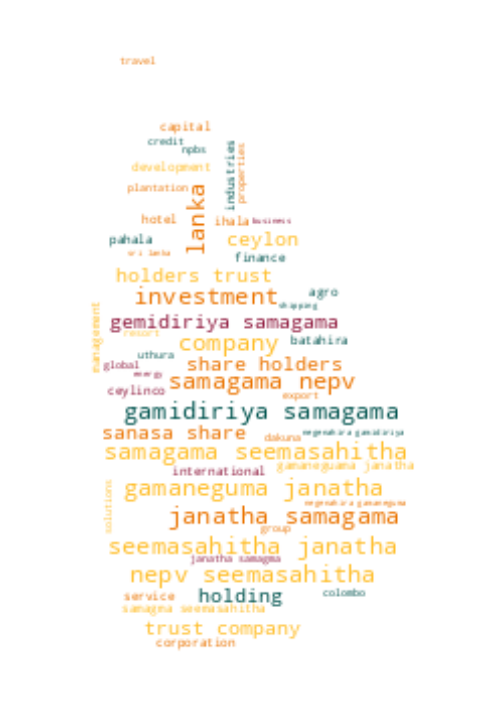 travel
capital
credit
npbs
industries
properties
development
plantation
lanka
hotel
ihala
business
pahala
ceylon
sri lanka
finance
holders trust
investment
agro
shipping
management
gemidiriya samagama
resort
company
batahira
uthura
global
share holders
energy
samagama nepv
ceylinco
export
gamidiriya samagama
sanasa share
dakuna
negenahira gamidiriya
samagama seemasahitha
gamaneguama janatha
international
solutions
gamaneguma janatha
negenahira gamaneguma
janatha samagama
group
seemasahitha janatha
janatha samagma
nepv seemasahitha
service
holding
colombo
samagma seemasahitha
trust company
corporation